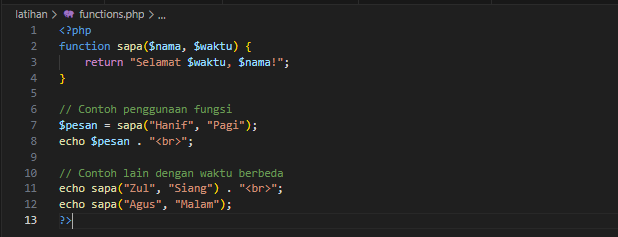 latihan > functions.php > ...
1 <?php
2 function sapa($nama, $waktu) {
3     return "Selamat $waktu, $nama!";
4 }
5
6 // Contoh penggunaan fungsi
7 $pesan = sapa("Hanif", "Pagi");
8 echo $pesan . "<br>";
9
10 // Contoh lain dengan waktu berbeda
11 echo sapa("Zul", "Siang") . "<br>";
12 echo sapa("Agus", "Malam");
13 ?>